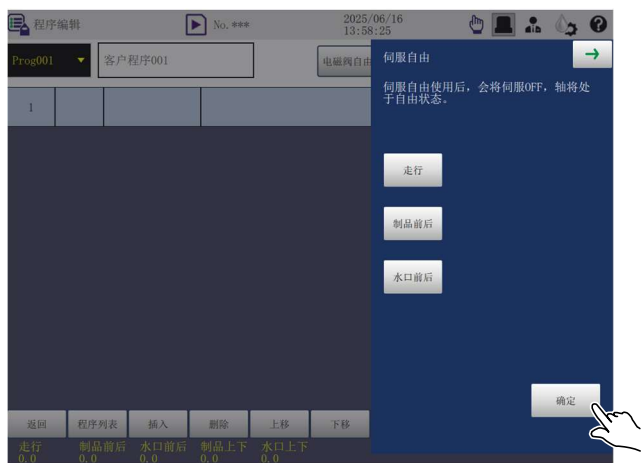 程序编辑
No. ***
2025/06/16
13:58:25
Prog001
客户程序001
电磁阀自由
伺服自由
伺服自由使用后，会将伺服OFF，轴将处
于自由状态。
1
走行
制品前后
水口前后
确定
返回
程序列表
插入
删除
上移
下移
走行
制品前后
水口前后
制品上下
水口上下
0.0
0.0
0.0
0.0
0.0